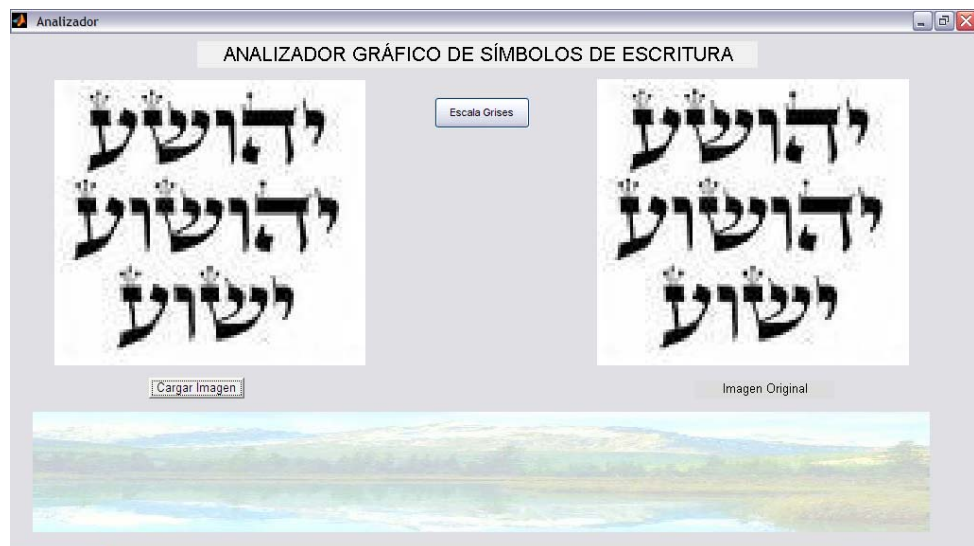 Analizador
ANALIZADOR GRÁFICO DE SÍMBOLOS DE ESCRITURA
יהושע
יהושוע
ישוע
Cargar Imagen
Escala Grises
יהושע
יהושוע
ישוע
Imagen Original